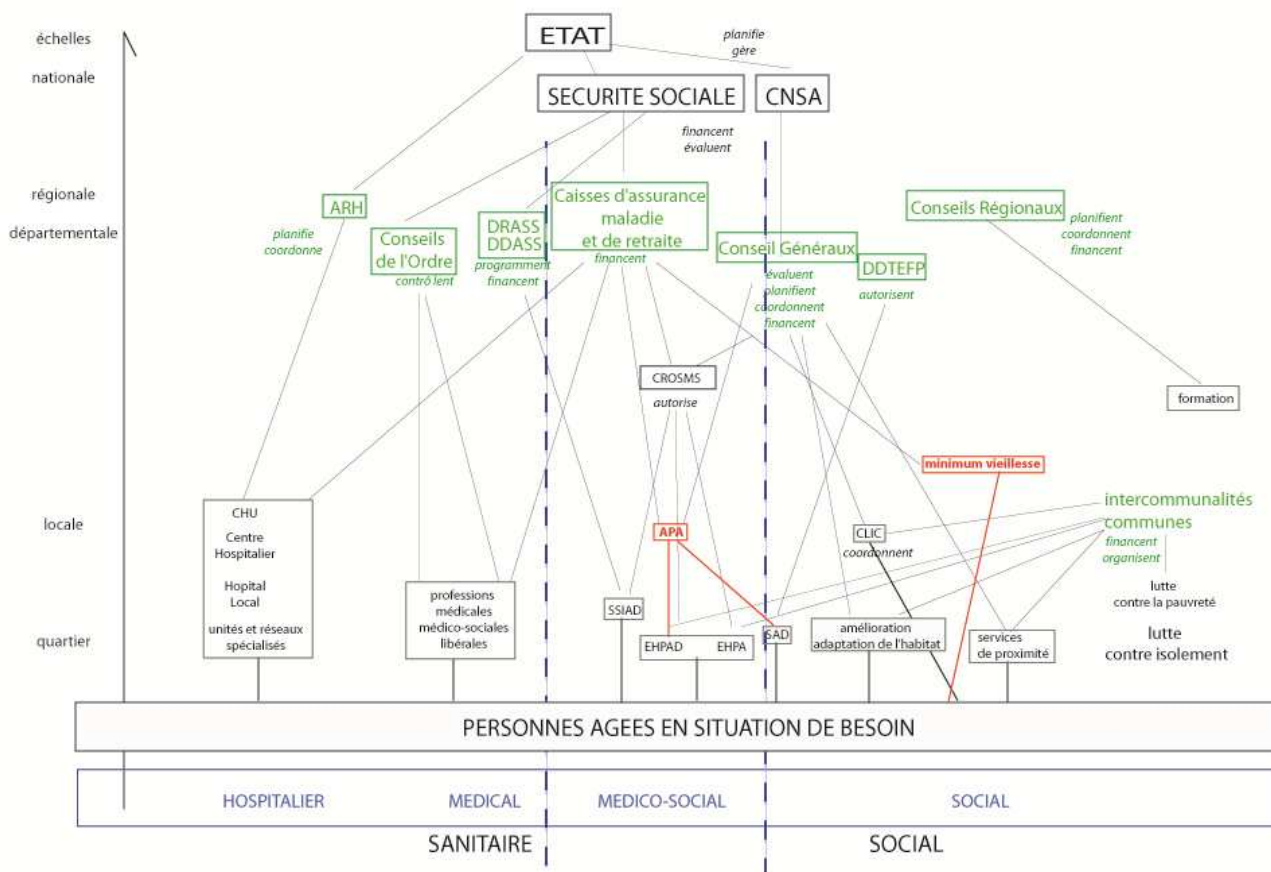 échelles
ETAT
planifie
gère
nationale
SECURITE SOCIALE
CNSA
financent
évaluent
régionale
départementale
ARH
planifie
coordonne
Conseils
de l'Ordre
contrôlent
DRASS
DDASS
programment
financent
Caisses d'assurance
maladie
et de retraite
financent
Conseil Généraux
évaluent
planifient
coordonnent
financent
DDTEFP
autorisent
Conseils Régionaux
planifient
coordonnent
financent
CROSMS
autorise
formation
minimum vieillesse
locale
CHU
Centre
Hospitalier
Hopital
Local
unités et réseaux
spécialisés
APA
CLIC
coordonnent
intercommunalités
communes
financent
organisent
lutte
contre la pauvreté
lutte
contre isolement
quartier
professions
médicales
médico-sociales
libérales
SSIAD
EHPAD
EHPA
SAD
amélioration
adaptation de l'habitat
services
de proximité
PERSONNES AGEES EN SITUATION DE BESOIN
HOSPITALIER
MEDICAL
MEDICO-SOCIAL
SOCIAL
SANITAIRE
SOCIAL